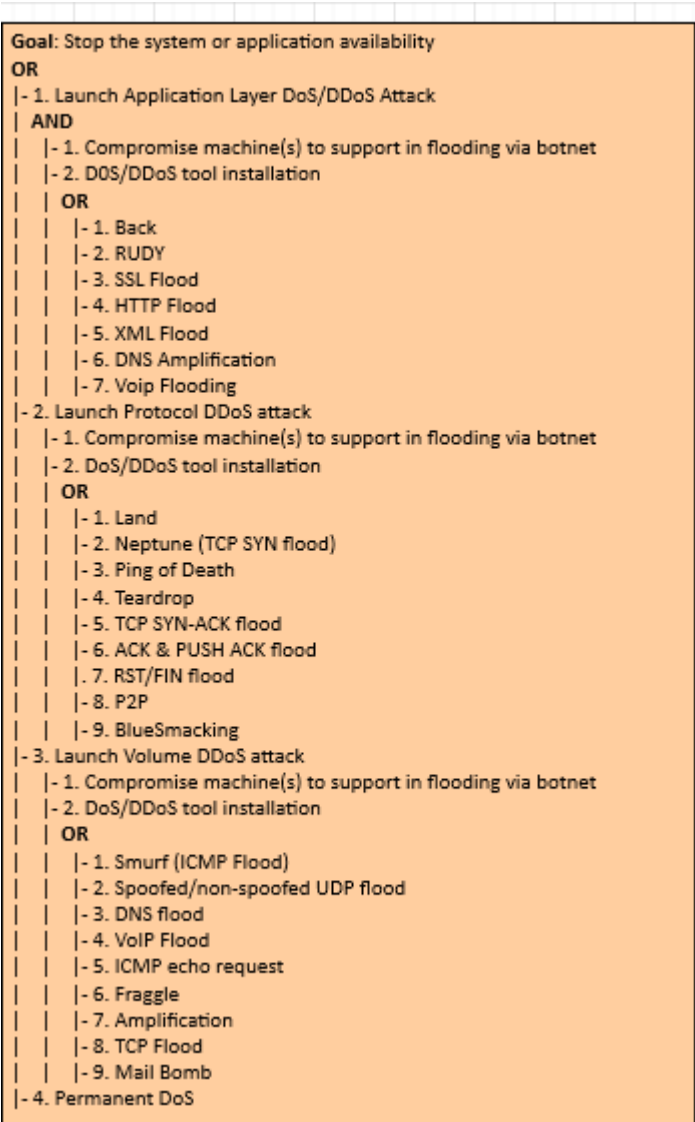 Goal: Stop the system or application availability
OR
|- 1. Launch Application Layer DoS/DDoS Attack
| AND
| |- 1. Compromise machine(s) to support in flooding via botnet
| |- 2. D0S/DDoS tool installation
| | OR
| | |- 1. Back
| | |- 2. RUDY
| | |- 3. SSL Flood
| | |- 4. HTTP Flood
| | |- 5. XML Flood
| | |- 6. DNS Amplification
| | |- 7. Voip Flooding
|- 2. Launch Protocol DDoS attack
| |- 1. Compromise machine(s) to support in flooding via botnet
| |- 2. DoS/DDoS tool installation
| | OR
| | |- 1. Land
| | |- 2. Neptune (TCP SYN flood)
| | |- 3. Ping of Death
| | |- 4. Teardrop
| | |- 5. TCP SYN-ACK flood
| | |- 6. ACK & PUSH ACK flood
| | |. 7. RST/FIN flood
| | |- 8. P2P
| | |- 9. BlueSmacking
|- 3. Launch Volume DDoS attack
| |- 1. Compromise machine(s) to support in flooding via botnet
| |- 2. DoS/DDoS tool installation
| | OR
| | |- 1. Smurf (ICMP Flood)
| | |- 2. Spoofed/non-spoofed UDP flood
| | |- 3. DNS flood
| | |- 4. VoIP Flood
| | |- 5. ICMP echo request
| | |- 6. Fraggle
| | |- 7. Amplification
| | |- 8. TCP Flood
| | |- 9. Mail Bomb
|- 4. Permanent DoS